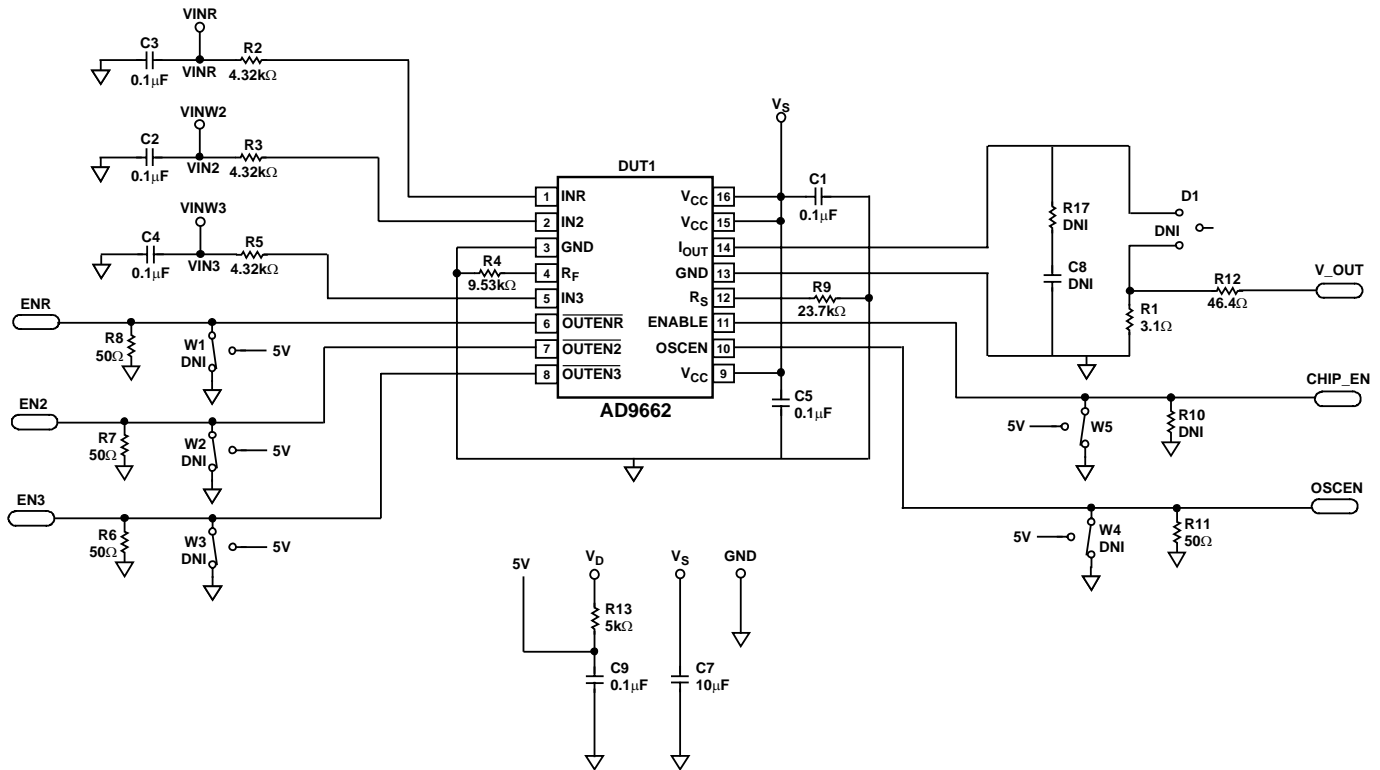 VINR
C3
0.1μF
VINR
R2
4.32kΩ
VINW2
C2
0.1μF
VIN2
R3
4.32kΩ
VINW3
C4
0.1μF
VIN3
R5
4.32kΩ
ENR
R8
50Ω
W1
DNI
5V
EN2
R7
50Ω
W2
DNI
5V
EN3
R6
50Ω
W3
DNI
5V
R4
9.53kΩ
DUT1
1 INR
2 IN2
3 GND
4 RF
5 IN3
6 OUTENR
7 OUTEN2
8 OUTEN3
VCC 16
VCC 15
IOUT 14
GND 13
RS 12
ENABLE 11
OSCEN 10
VCC 9
AD9662
VS
C1
0.1μF
R9
23.7kΩ
C5
0.1μF
R17
DNI
C8
DNI
D1
DNI
R12
46.4Ω
V_OUT
R1
3.1Ω
CHIP_EN
5V
W5
R10
DNI
OSCEN
5V
W4
DNI
R11
50Ω
5V
VD
R13
5kΩ
C9
0.1μF
VS
C7
10μF
GND